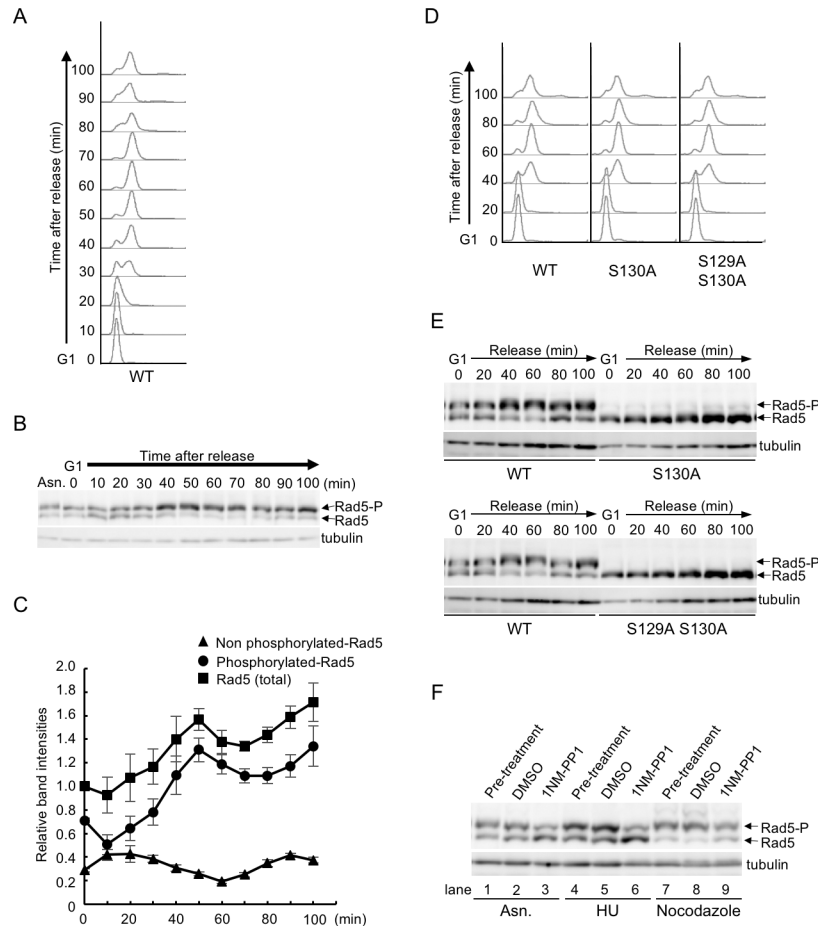 A
Time after release (min)
100
90
80
70
60
50
40
30
20
10
G1 0
WT
B
Time after release
G1
Asn. 0 10 20 30 40 50 60 70 80 90 100 (min)
Rad5-P
Rad5
tubulin
C
Non phosphorylated-Rad5
Phosphorylated-Rad5
Rad5 (total)
Relative band intensities
2.0
1.8
1.6
1.4
1.2
1.0
0.8
0.6
0.4
0.2
0
0 20 40 60 80 100 (min)
D
Time after release (min)
100
80
60
40
20
G1 0
WT
S130A
S129A
S130A
E
G1 Release (min) G1 Release (min)
0 20 40 60 80 100 0 20 40 60 80 100
Rad5-P
Rad5
tubulin
WT S130A
G1 Release (min) G1 Release (min)
0 20 40 60 80 100 0 20 40 60 80 100
Rad5-P
Rad5
tubulin
WT S129A S130A
F
Pre-treatment DMSO 1NM-PP1 Pre-treatment DMSO 1NM-PP1 Pre-treatment DMSO 1NM-PP1
Rad5-P
Rad5
tubulin
lane 1 2 3 4 5 6 7 8 9
Asn. HU Nocodazole